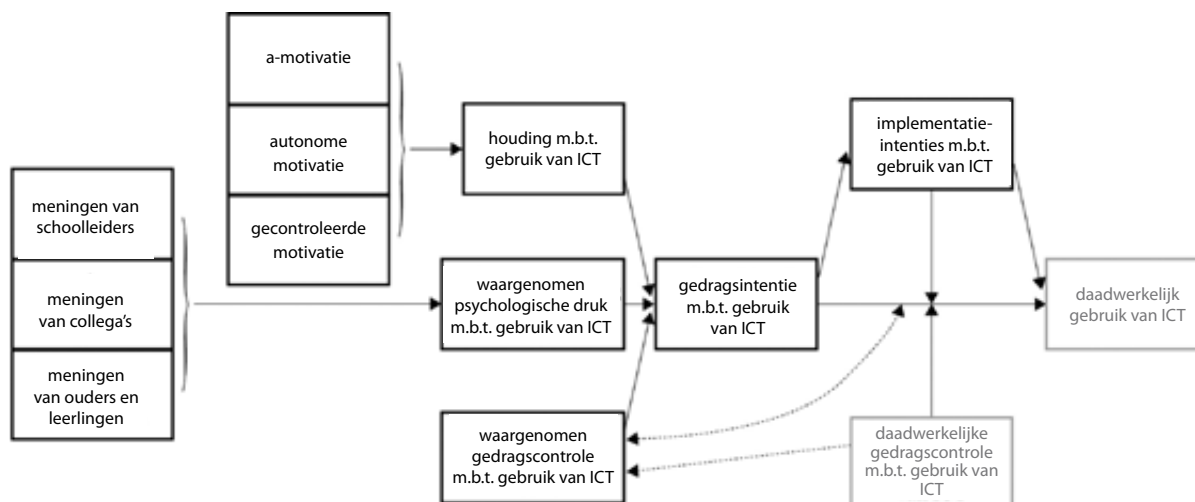 a-motivatie
autonome
motivatie
gecontroleerde
motivatie
meningen van
schoolleiders
meningen
van collega's
meningen
van ouders en
leerlingen
houding m.b.t.
gebruik van ICT
waargenomen
psychologische druk
m.b.t. gebruik van ICT
waargenomen
gedragscontrole
m.b.t. gebruik van ICT
gedragsintentie
m.b.t. gebruik
van ICT
implementatie-
intenties m.b.t.
gebruik van ICT
daadwerkelijk
gebruik van ICT
daadwerkelijke
gedragscontrole
m.b.t. gebruik van
ICT